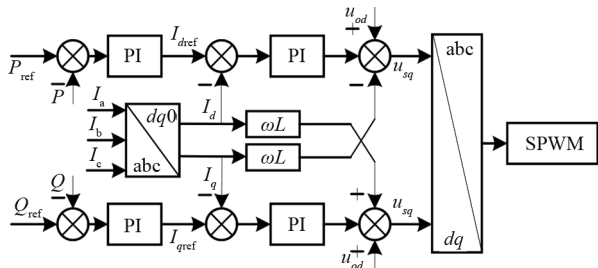 P_ref
P
PI
I_dref
PI
u_od
+
u_sq
abc
dq
I_a
I_b
I_c
dq0
abc
I_d
I_q
ωL
ωL
SPWM
Q
Q_ref
PI
I_qref
PI
+
u_sq
u_od
+